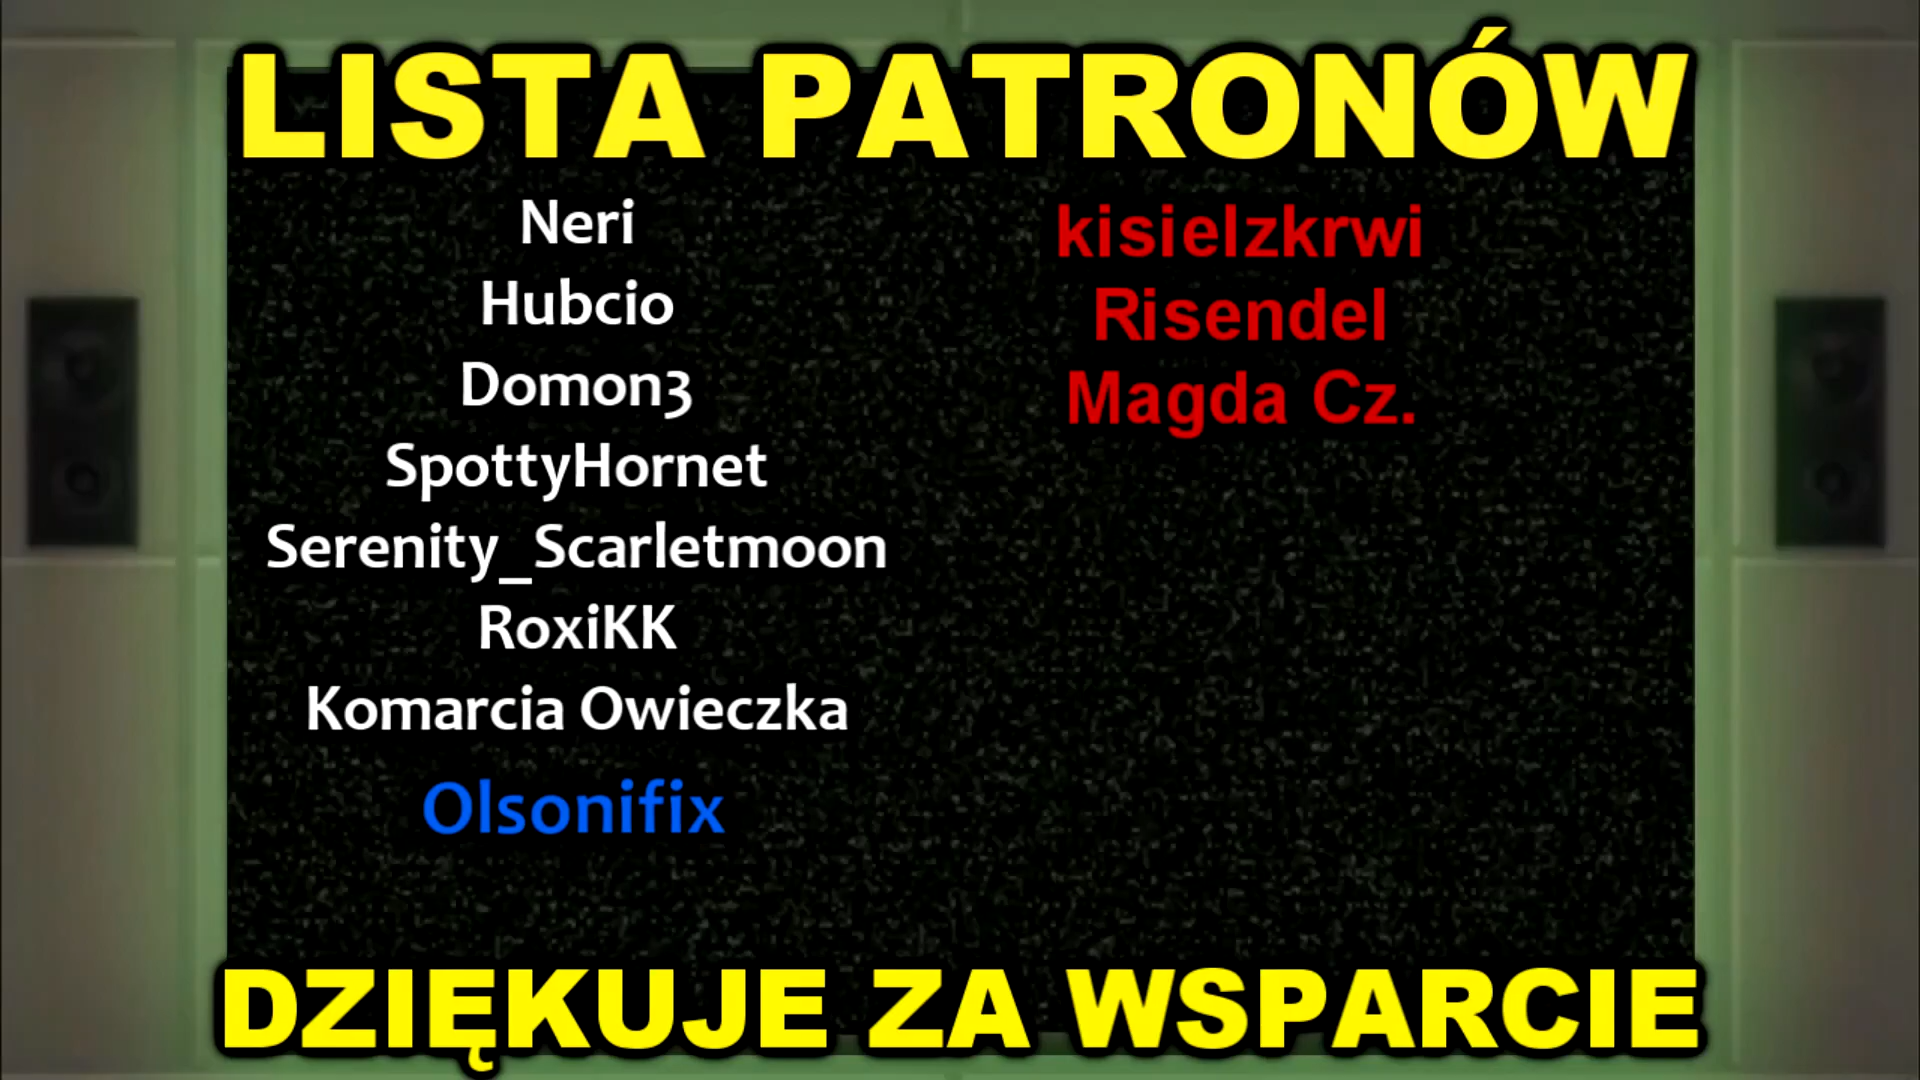 LISTA PATRONÓW
Neri
Hubcio
Domon3
SpottyHornet
Serenity_Scarletmoon
RoxiKK
Komarcia Owieczka
Olsonifix
kisielzkrwi
Risendel
Magda Cz.
DZIĘKUJE ZA WSPARCIE